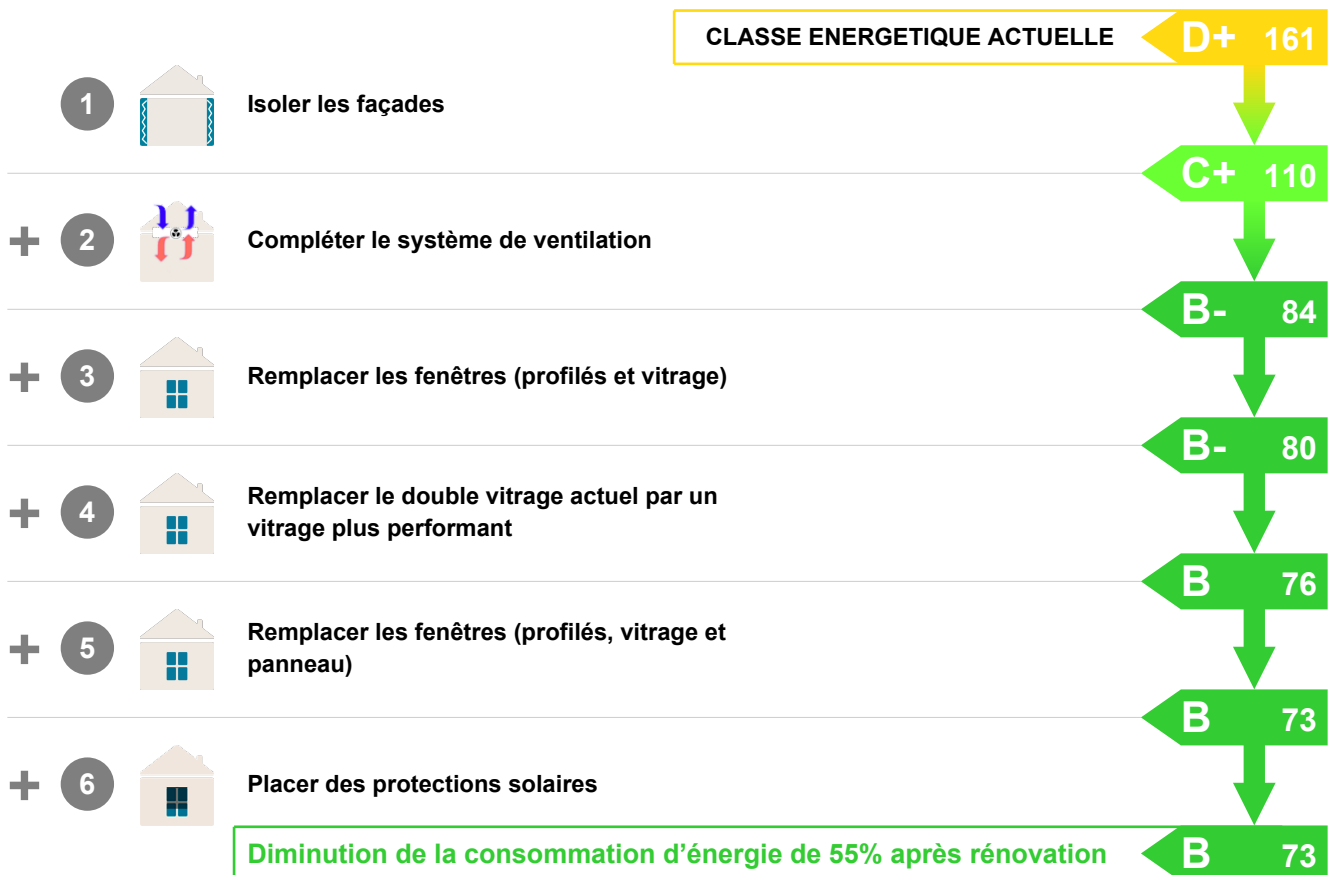 CLASSE ENERGETIQUE ACTUELLE D+ 161
1 Isoler les façades
C+ 110
+ 2 Compléter le système de ventilation
B- 84
+ 3 Remplacer les fenêtres (profilés et vitrage)
B- 80
+ 4 Remplacer le double vitrage actuel par un
vitrage plus performant
B 76
+ 5 Remplacer les fenêtres (profilés, vitrage et
panneau)
B 73
+ 6 Placer des protections solaires
Diminution de la consommation d’énergie de 55% après rénovation B 73